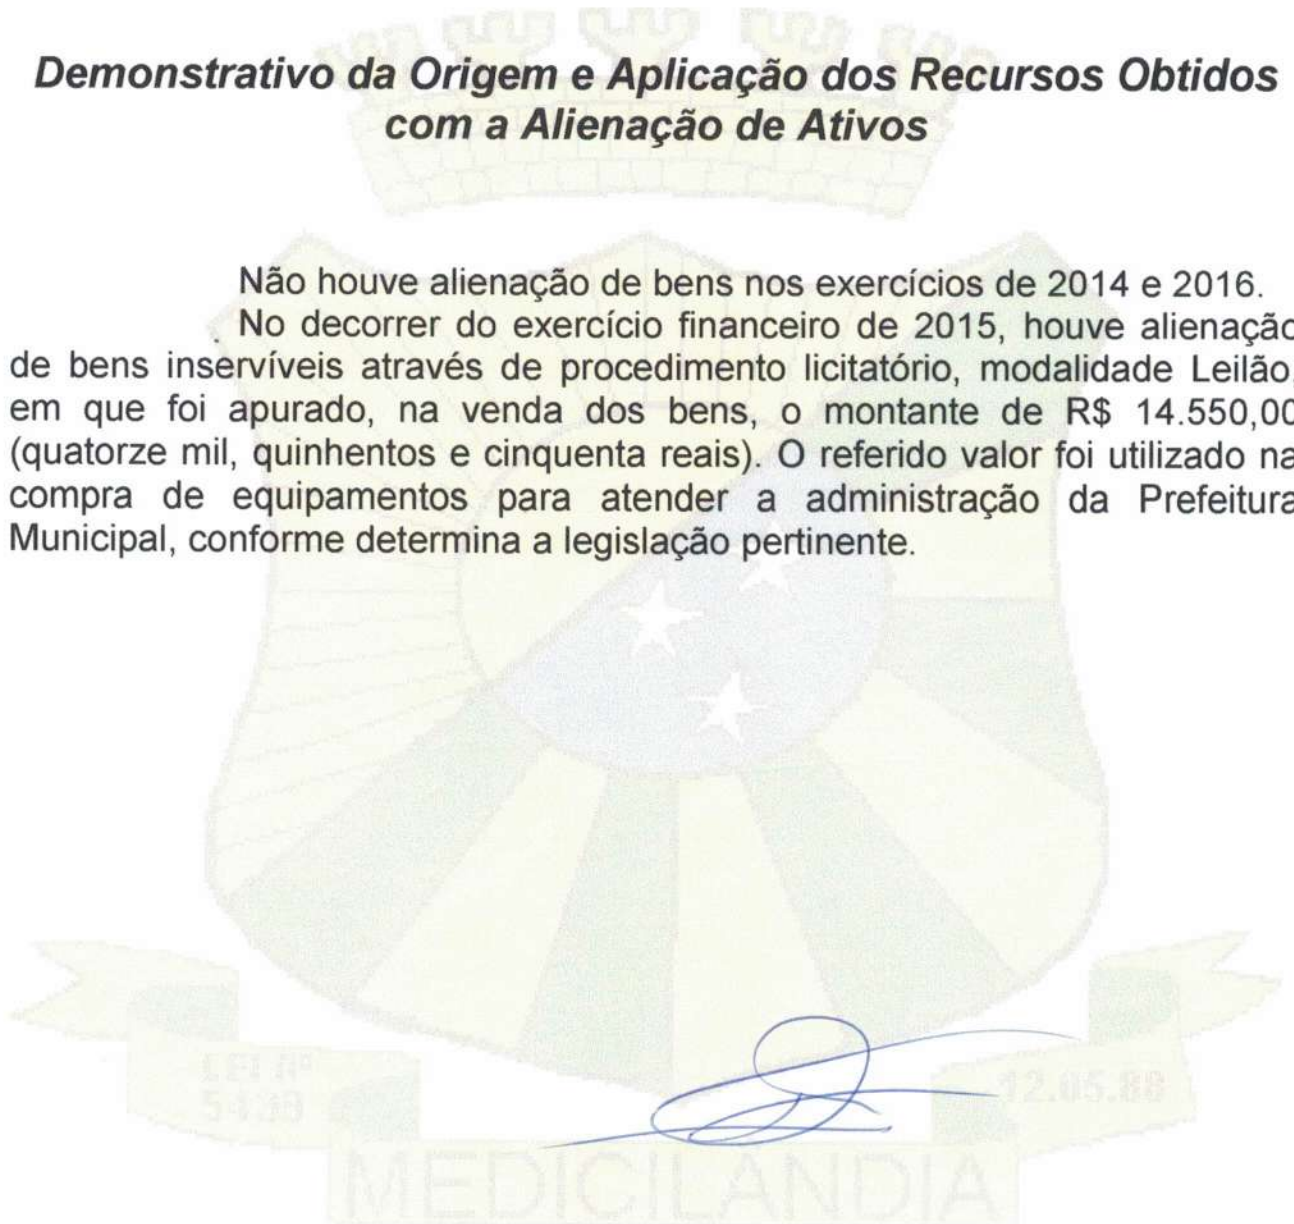 Demonstrativo da Origem e Aplicação dos Recursos Obtidos
com a Alienação de Ativos
Não houve alienação de bens nos exercícios de 2014 e 2016.
No decorrer do exercício financeiro de 2015, houve alienação
de bens inservíveis através de procedimento licitatório, modalidade Leilão,
em que foi apurado, na venda dos bens, o montante de R$ 14.550,00
(quatorze mil, quinhentos e cinquenta reais). O referido valor foi utilizado na
compra de equipamentos para atender a administração da Prefeitura
Municipal, conforme determina a legislação pertinente.
LEI Nº
12.05.88
MEDICILÂNDIA